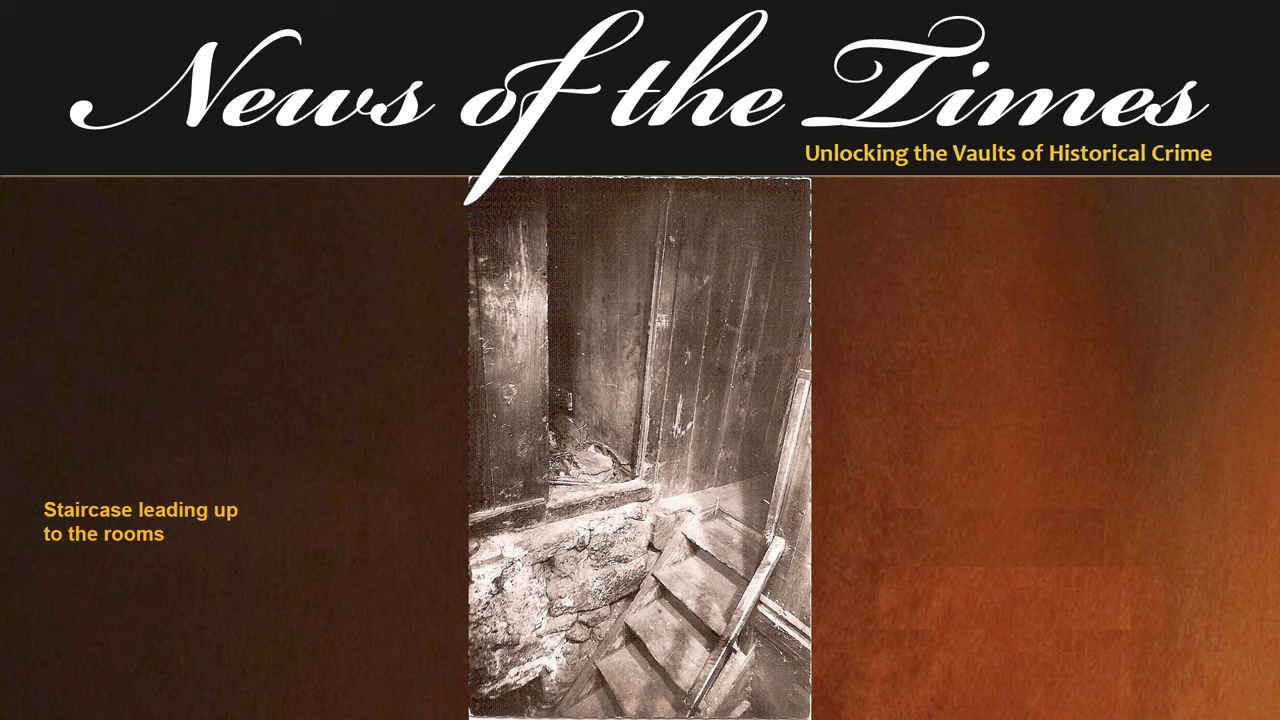 News of the Times
Unlocking the Vaults of Historical Crime
Staircase leading up
to the rooms